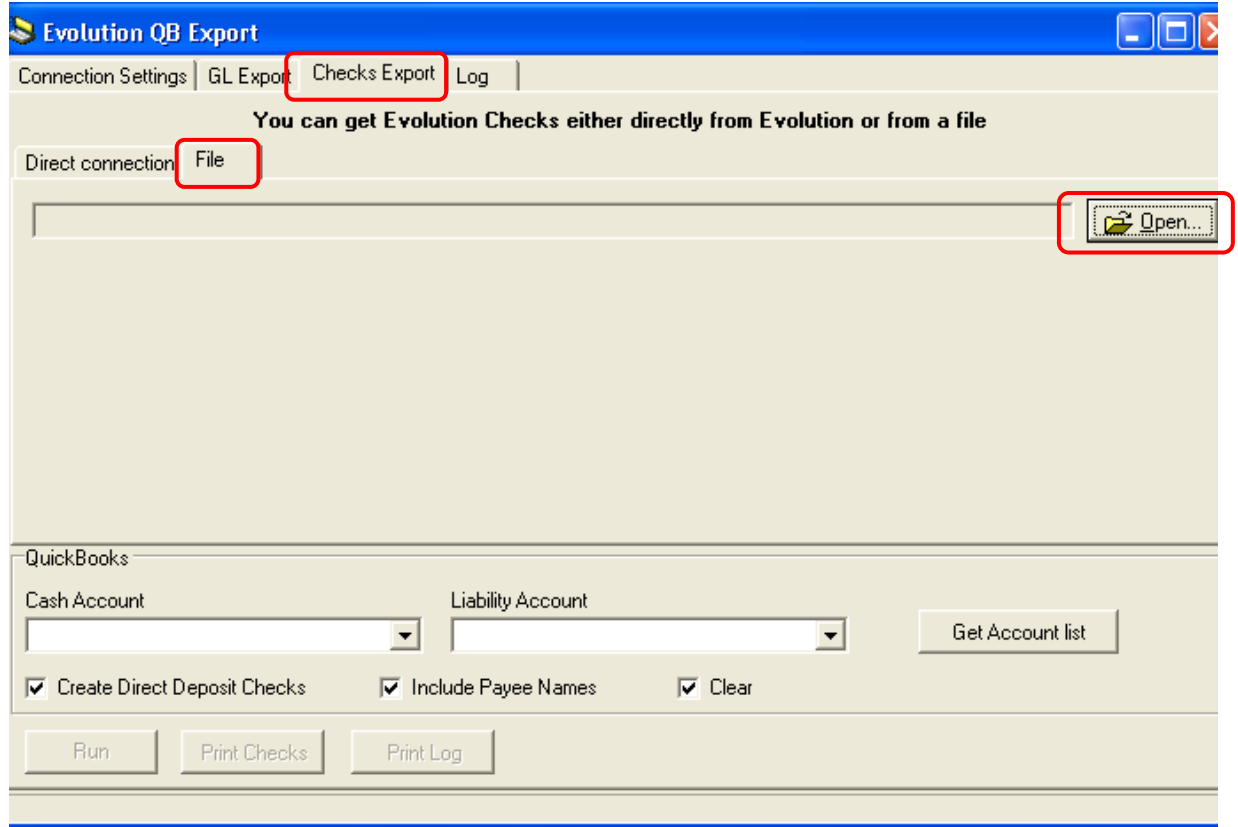 Evolution QB Export
Connection Settings GL Export Checks Export Log
You can get Evolution Checks either directly from Evolution or from a file
Direct connection File
Open...
QuickBooks
Cash Account Liability Account
Get Account list
Create Direct Deposit Checks Include Payee Names Clear
Run Print Checks Print Log